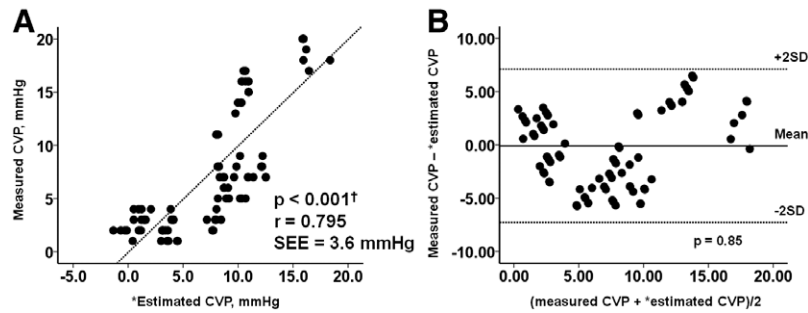 A
Measured CVP, mmHg
20
15
10
5
0
-5.0
0.0
5.0
10.0
15.0
20.0
*Estimated CVP, mmHg
p < 0.001†
r = 0.795
SEE = 3.6 mmHg
B
Measured CVP − *estimated CVP
10.00
5.00
0.00
-5.00
-10.00
0.00
5.00
10.00
15.00
20.00
(measured CVP + *estimated CVP)/2
+2SD
Mean
-2SD
p = 0.85